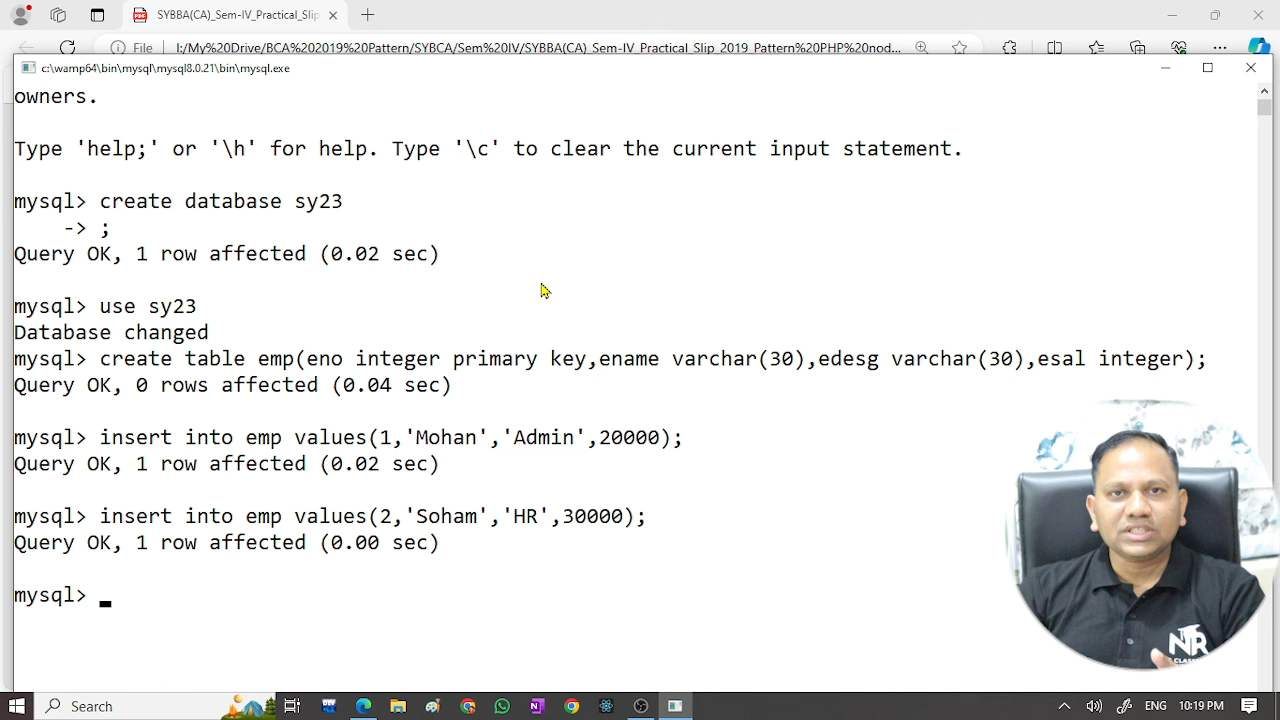 SYBBA(CA)_Sem-IV_Practical_Slip
File
I:/My%20Drive/BCA%202019%20Pattern/SYBCA/Sem%20IV/SYBBA(CA)_Sem-IV_Practical_Slip_2019_Pattern%20PHP%20nod...
c:\wamp64\bin\mysql\mysql8.0.21\bin\mysql.exe
owners.
Type 'help;' or '\h' for help. Type '\c' to clear the current input statement.
mysql> create database sy23
-> ;
Query OK, 1 row affected (0.02 sec)
mysql> use sy23
Database changed
mysql> create table emp(eno integer primary key,ename varchar(30),edesg varchar(30),esal integer);
Query OK, 0 rows affected (0.04 sec)
mysql> insert into emp values(1,'Mohan','Admin',20000);
Query OK, 1 row affected (0.02 sec)
mysql> insert into emp values(2,'Soham','HR',30000);
Query OK, 1 row affected (0.00 sec)
mysql>
NR
Search
ENG
10:19 PM